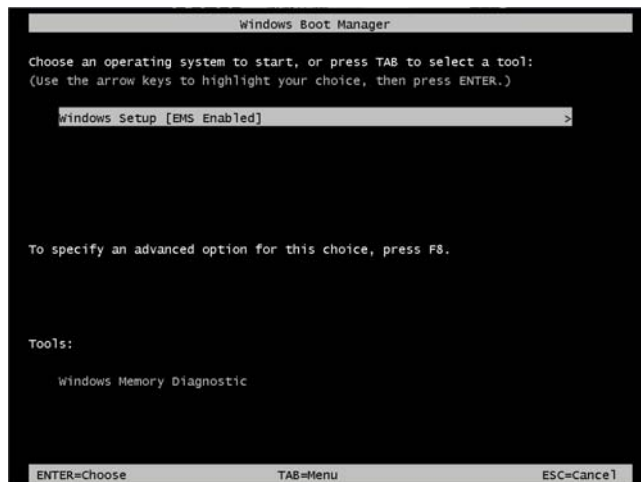 Windows Boot Manager
Choose an operating system to start, or press TAB to select a tool:
(Use the arrow keys to highlight your choice, then press ENTER.)
Windows Setup [EMS Enabled] >
To specify an advanced option for this choice, press F8.
Tools:
Windows Memory Diagnostic
ENTER=Choose TAB=Menu ESC=Cancel